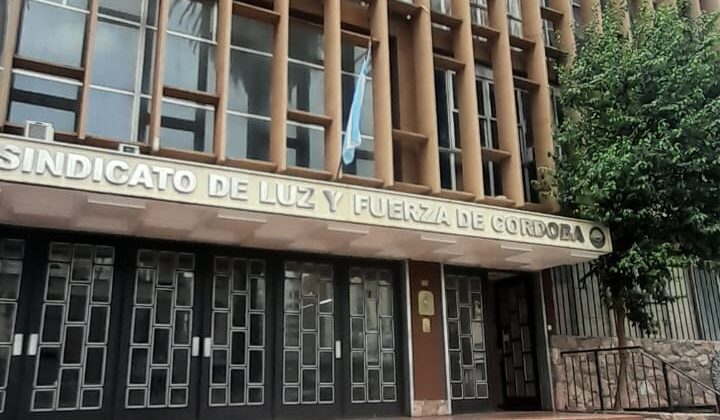 SINDICATO DE LUZ Y FUERZA DE CORDOBA